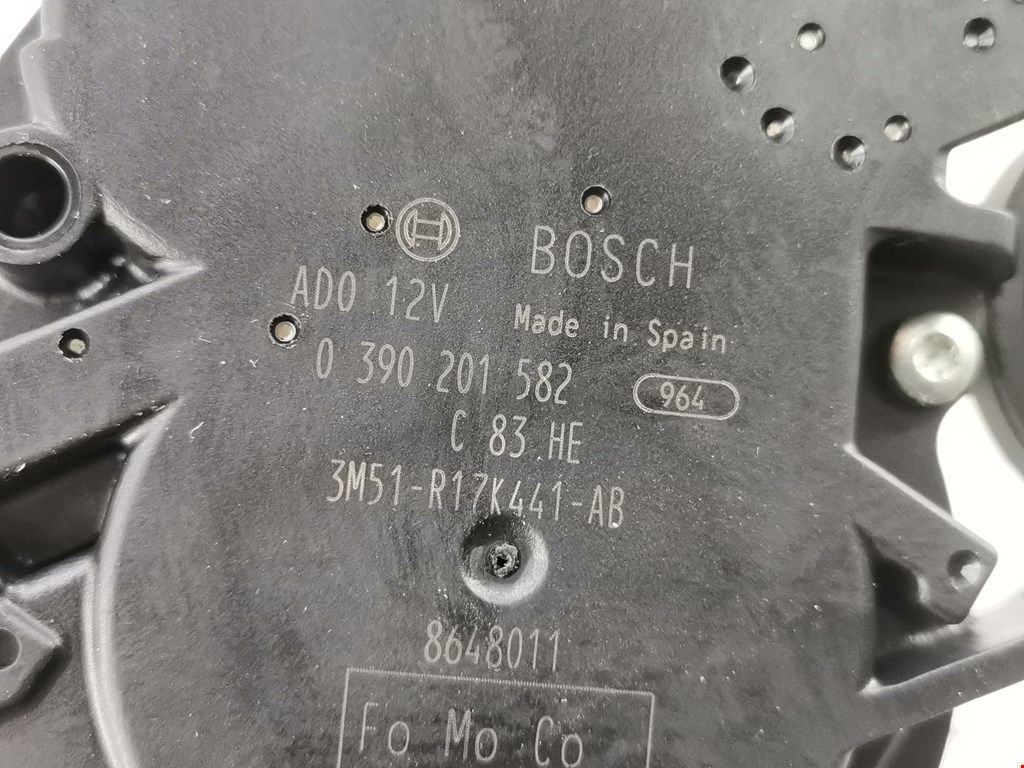 BOSCH
AD0 12V
Made in Spain
0 390 201 582
964
C 83 HE
3M51-R17K441-AB
8648011
Fo Mo Co